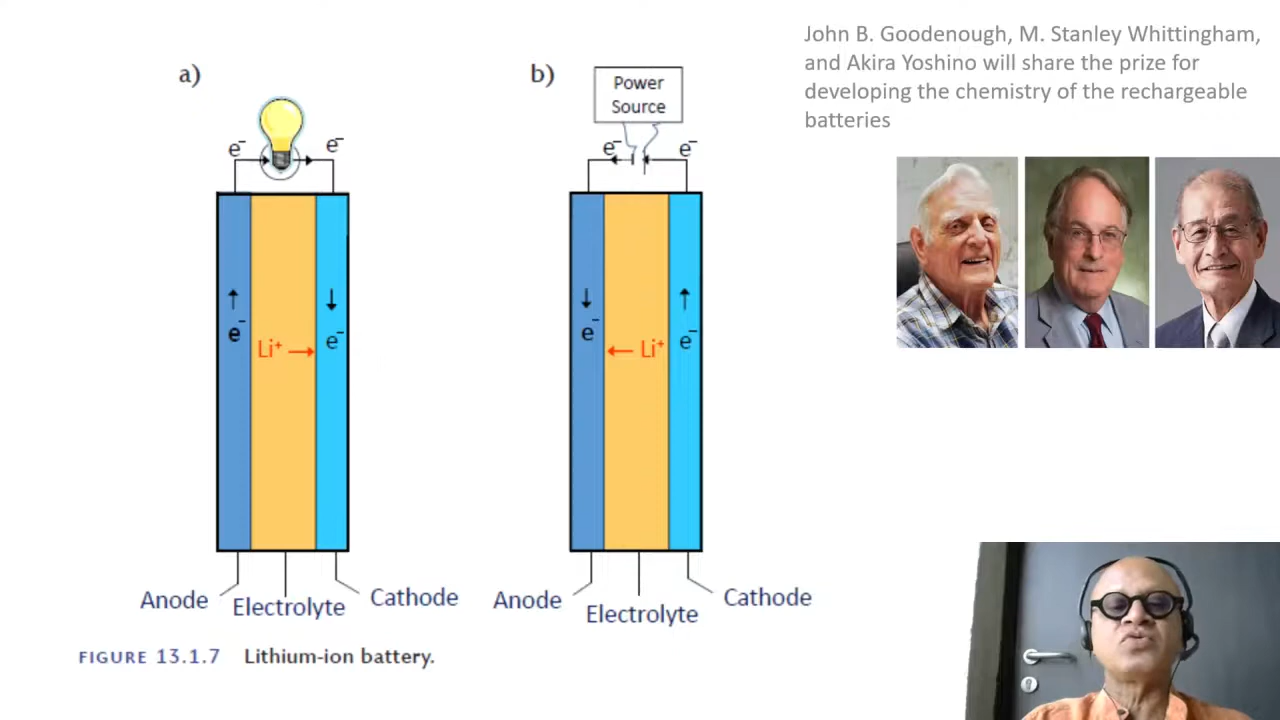 John B. Goodenough, M. Stanley Whittingham,
and Akira Yoshino will share the prize for
developing the chemistry of the rechargeable
batteries
a)
e⁻
e⁻
e⁻
Li⁺
e⁻
Anode
Electrolyte
Cathode
b)
Power
Source
e⁻
e⁻
e⁻
Li⁺
e⁻
Anode
Electrolyte
Cathode
FIGURE 13.1.7 Lithium-ion battery.